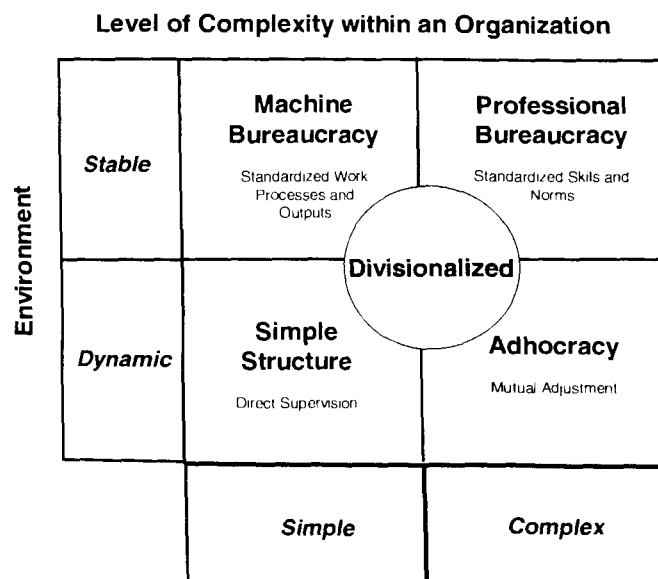 Level of Complexity within an Organization
Environment
Stable
Machine
Bureaucracy
Standardized Work
Processes and
Outputs
Professional
Bureaucracy
Standardized Skils and
Norms
Divisionalized
Dynamic
Simple
Structure
Direct Supervision
Adhocracy
Mutual Adjustment
Simple
Complex